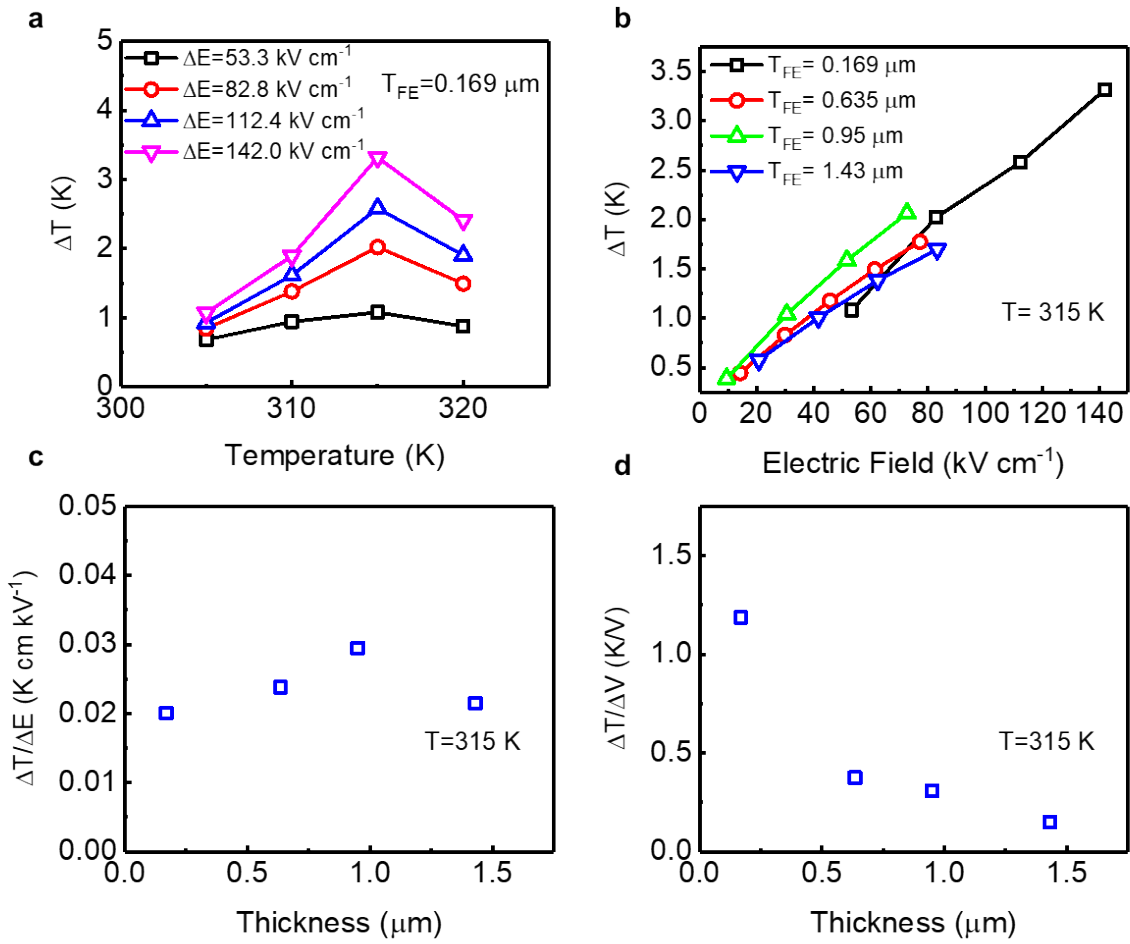 a
ΔE=53.3 kV cm⁻¹
ΔE=82.8 kV cm⁻¹
ΔE=112.4 kV cm⁻¹
ΔE=142.0 kV cm⁻¹
T_FE=0.169 μm
5
4
3
2
1
0
ΔT (K)
300 310 320
Temperature (K)
b
T_FE= 0.169 μm
T_FE= 0.635 μm
T_FE= 0.95 μm
T_FE= 1.43 μm
3.5
3.0
2.5
2.0
1.5
1.0
0.5
ΔT (K)
T= 315 K
0 20 40 60 80 100 120 140
Electric Field (kV cm⁻¹)
c
0.05
0.04
0.03
0.02
0.01
0.00
ΔT/ΔE (K cm kV⁻¹)
T=315 K
0.0 0.5 1.0 1.5
Thickness (μm)
d
1.5
1.0
0.5
0.0
ΔT/ΔV (K/V)
T=315 K
0.0 0.5 1.0 1.5
Thickness (μm)